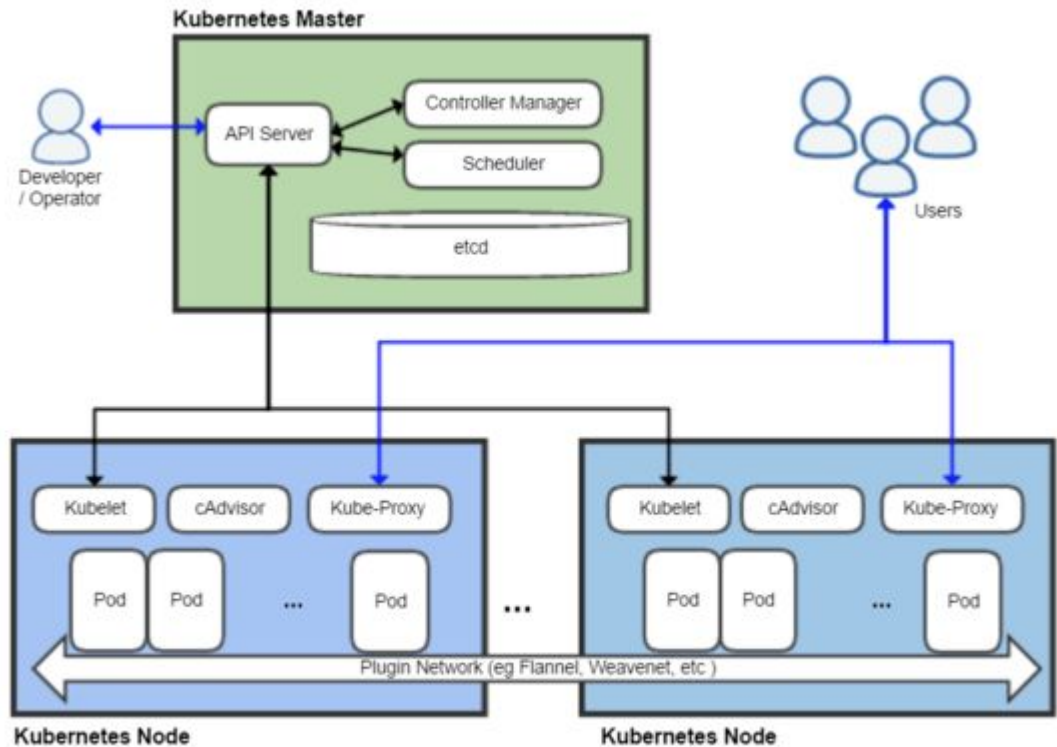 Kubernetes Master
API Server
Controller Manager
Scheduler
etcd
Developer
/ Operator
Users
Kubelet
cAdvisor
Kube-Proxy
Pod
Pod
...
Pod
...
Kubelet
cAdvisor
Kube-Proxy
Pod
Pod
...
Pod
Plugin Network (eg Flannel, Weavenet, etc )
Kubernetes Node
Kubernetes Node